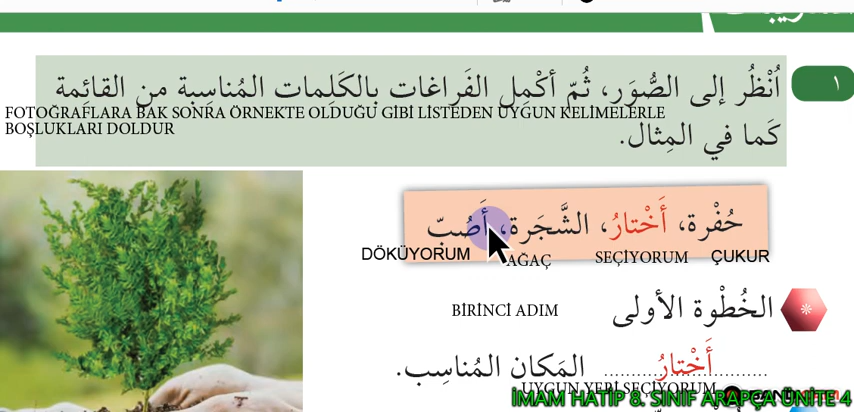 ١
اُنْظُر إلى الصُّوَر، ثُمّ أكْمِل الفَراغات بالكَلِمات المُناسِبة من القائِمة
FOTOĞRAFLARA BAK SONRA ÖRNEKTE OLDUĞU GİBİ LİSTEDEN UYGUN KELİMELERLE
BOŞLUKLARI DOLDUR
كَما في المِثال.
حُفْرة، أَخْتارُ، الشَّجَرة، أَصُبّ
DÖKÜYORUM AĞAÇ SEÇİYORUM ÇUKUR
الخُطْوة الأولى
BİRİNCİ ADIM
أَخْتارُ المَكان المُناسِب.
UYGUN YERİ SEÇİYORUM
İMAM HATİP 8. SINIF ARAPÇA ÜNİTE 4